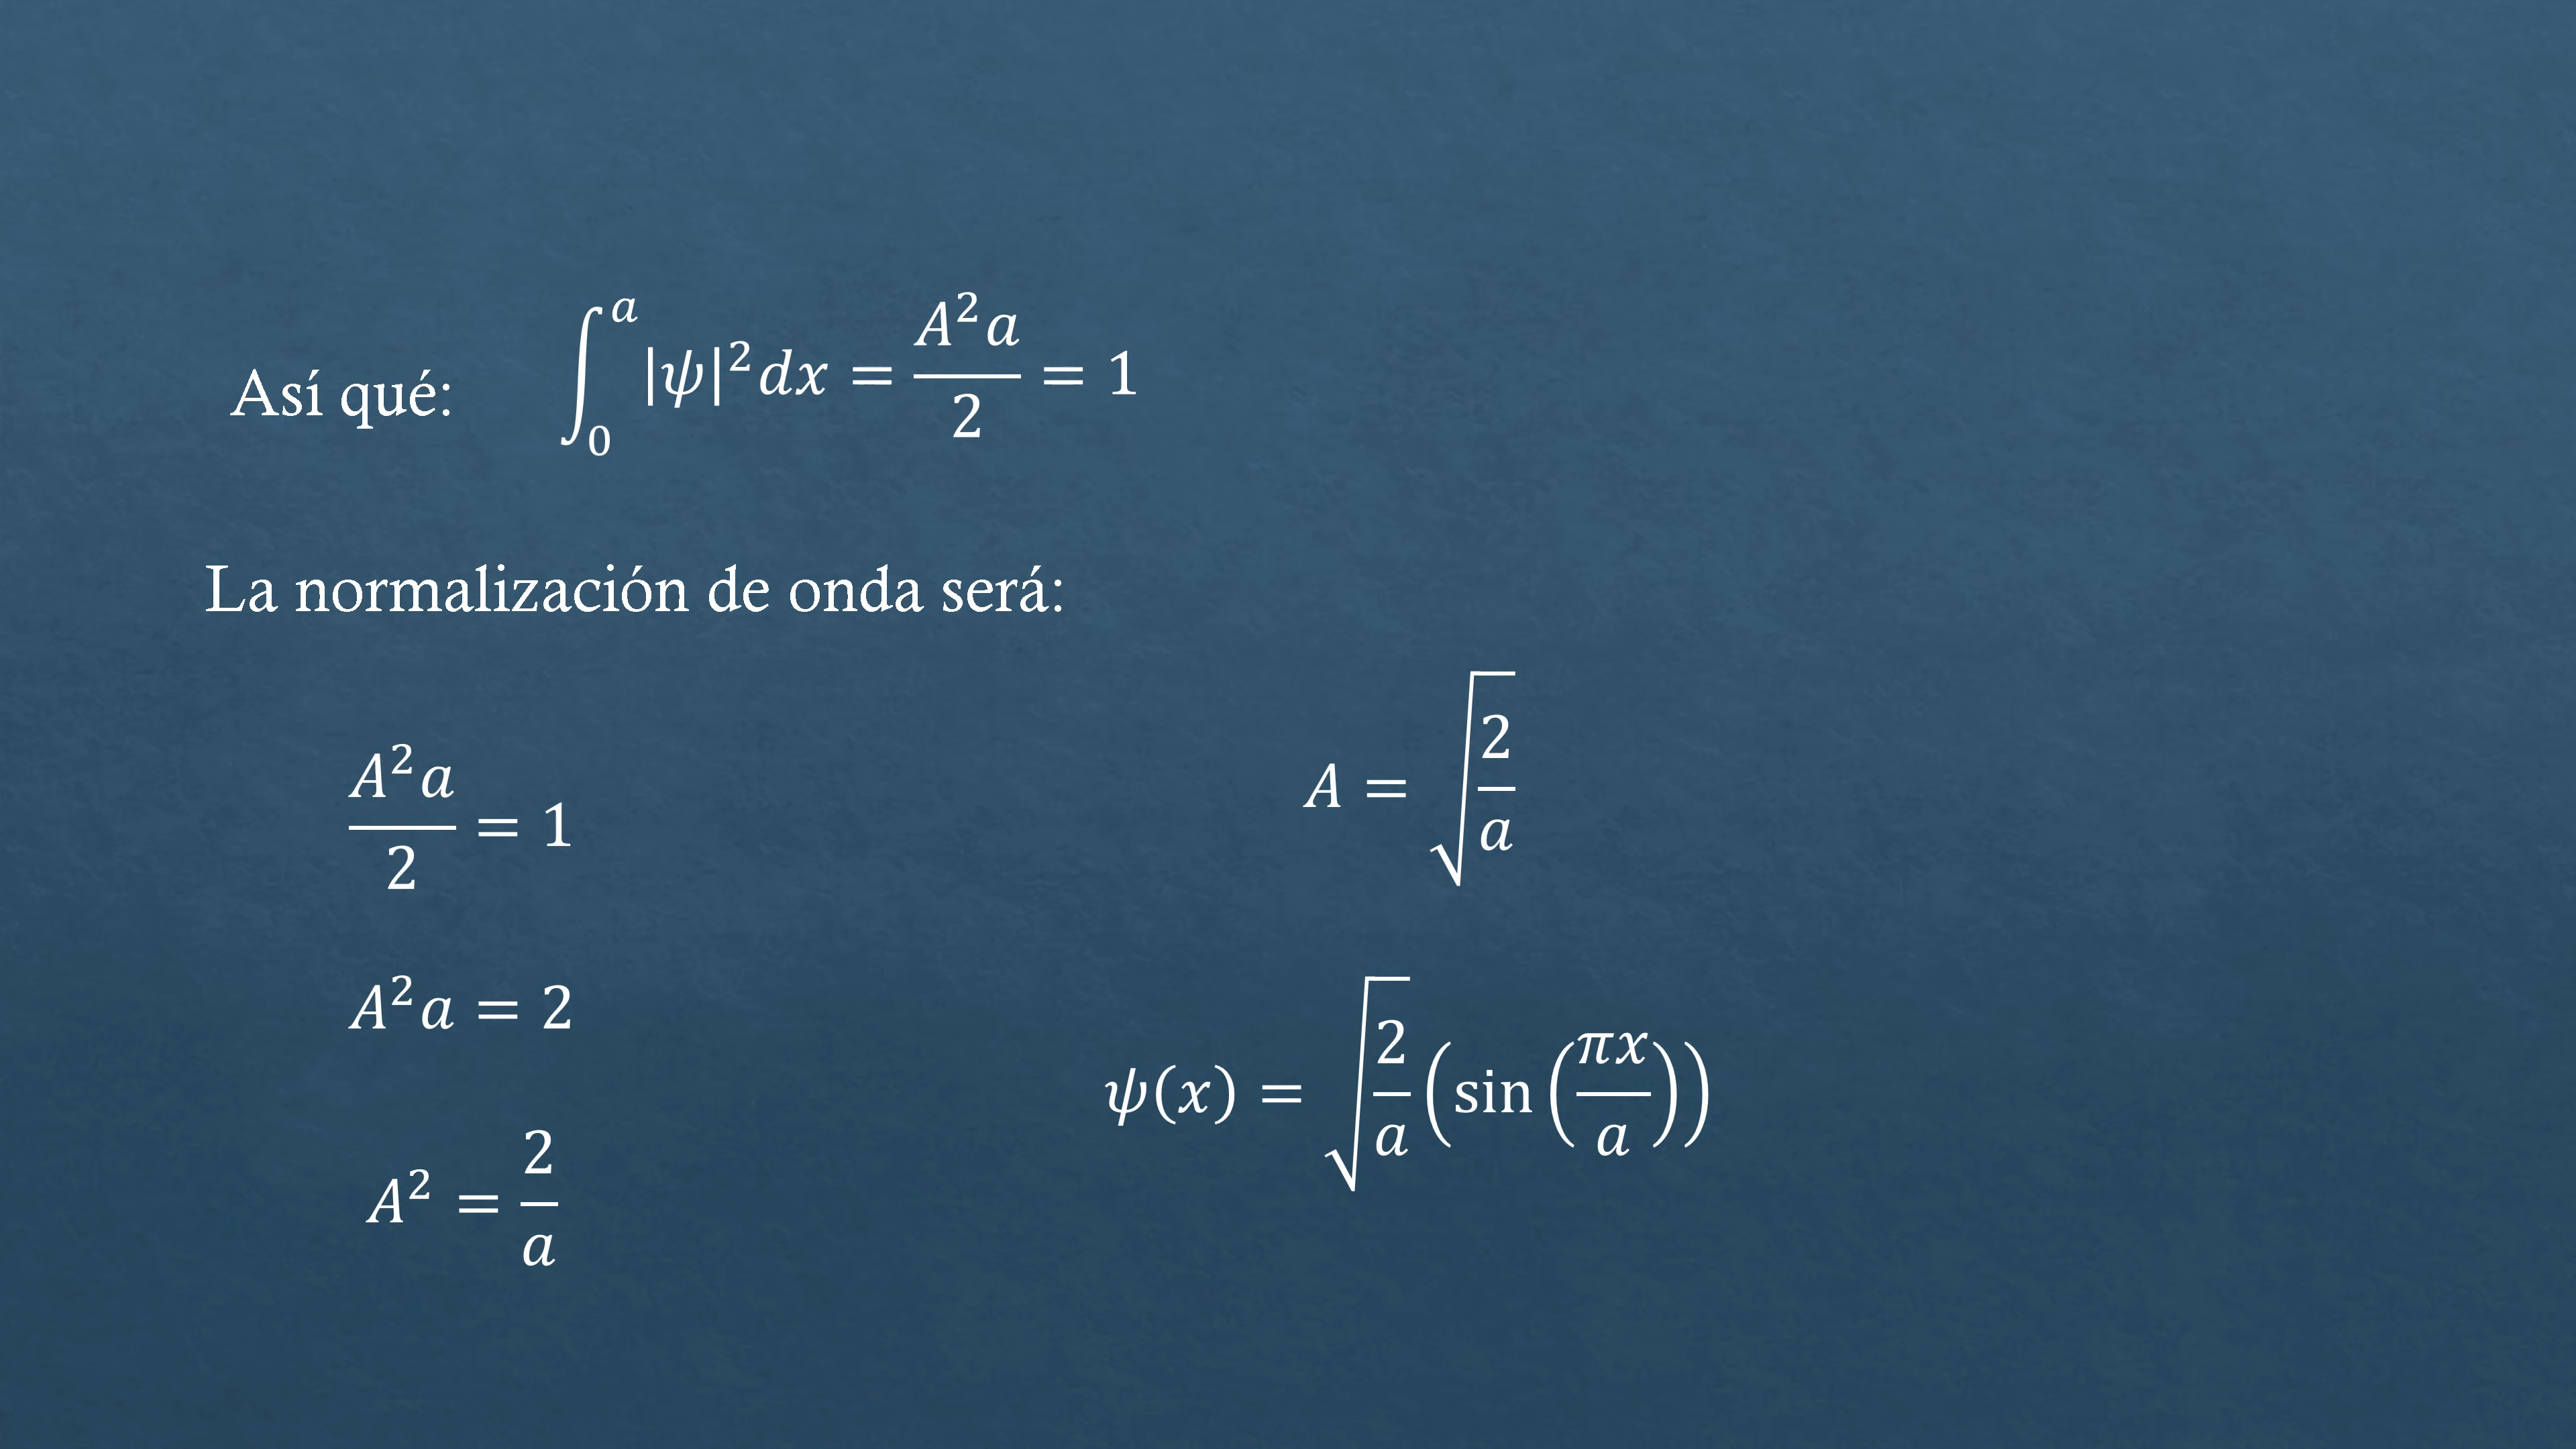 Así qué: ∫₀ᵃ |ψ|² dx = A²a/2 = 1
La normalización de onda será:
A²a/2 = 1
A²a = 2
A² = 2/a
A = √(2/a)
ψ(x) = √(2/a) (sin(πx/a))